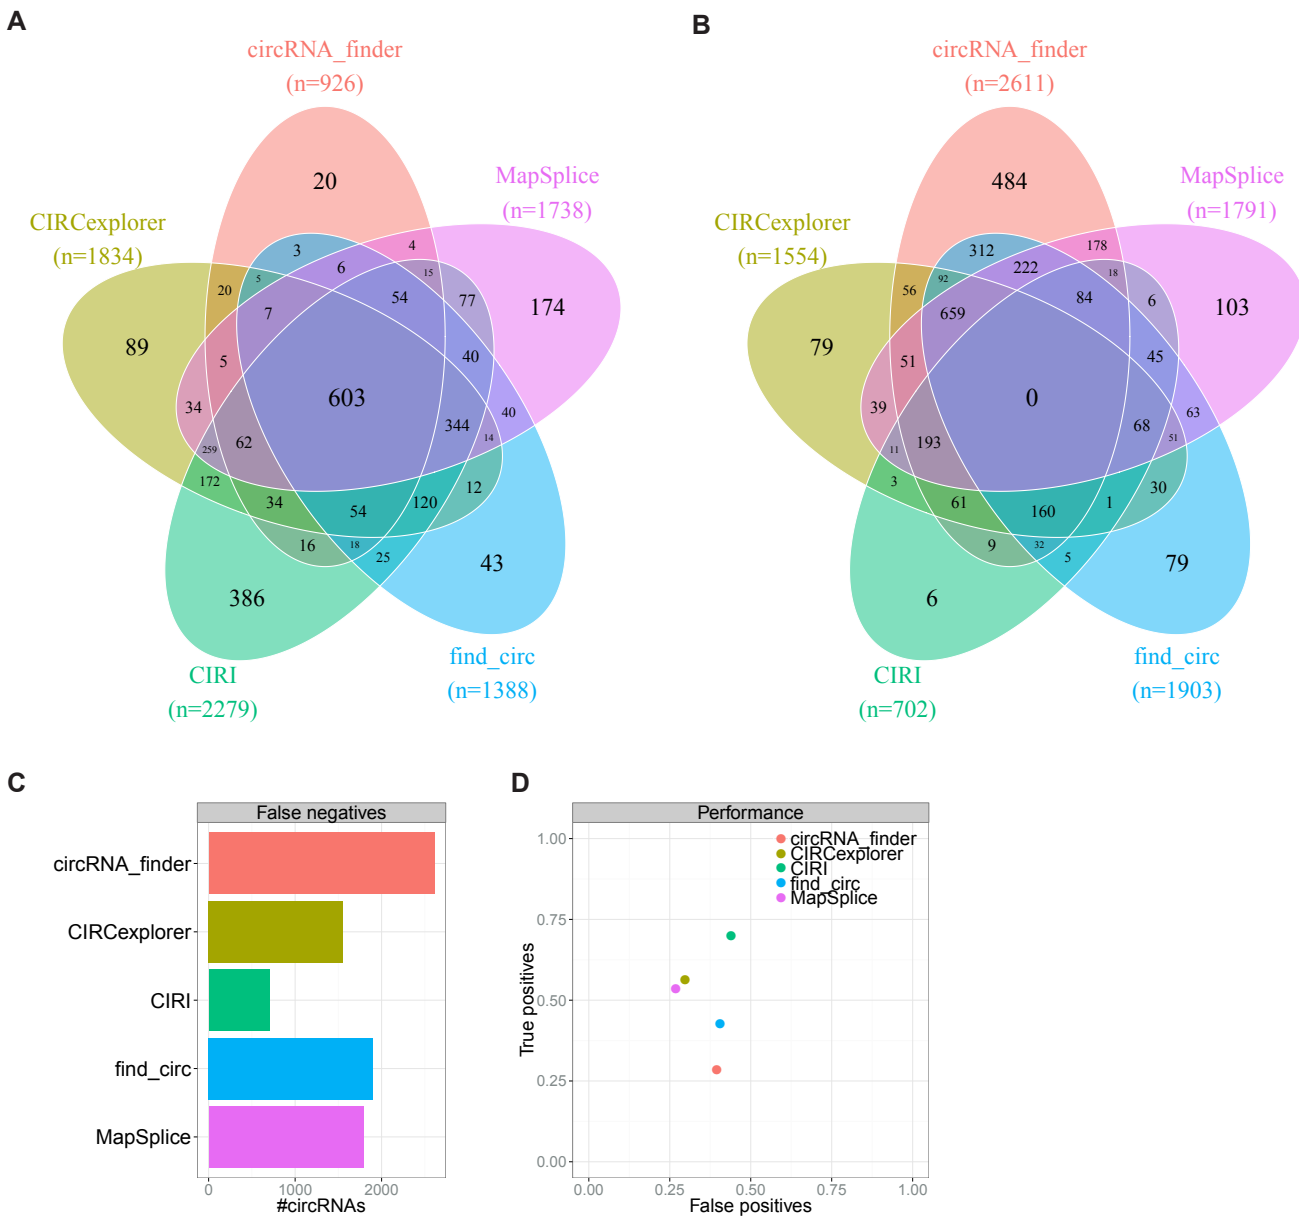 A
circRNA_finder
(n=926)
MapSplice
(n=1738)
CIRCexplorer
(n=1834)
20
3
4
6
15
5
20
7
54
77
174
89
5
40
603
34
40
344
14
62
259
172
12
34
120
54
16
18
25
43
386
CIRI
(n=2279)
find_circ
(n=1388)
B
circRNA_finder
(n=2611)
MapSplice
(n=1791)
CIRCexplorer
(n=1554)
484
312
178
222
18
92
56
659
84
6
103
79
51
45
0
39
63
68
51
193
11
3
30
61
1
160
9
32
5
79
6
CIRI
(n=702)
find_circ
(n=1903)
C
False negatives
circRNA_finder
CIRCexplorer
CIRI
find_circ
MapSplice
0
1000
2000
#circRNAs
D
Performance
circRNA_finder
CIRCexplorer
CIRI
find_circ
MapSplice
True positives
1.00
0.75
0.50
0.25
0.00
0.00
0.25
0.50
0.75
1.00
False positives